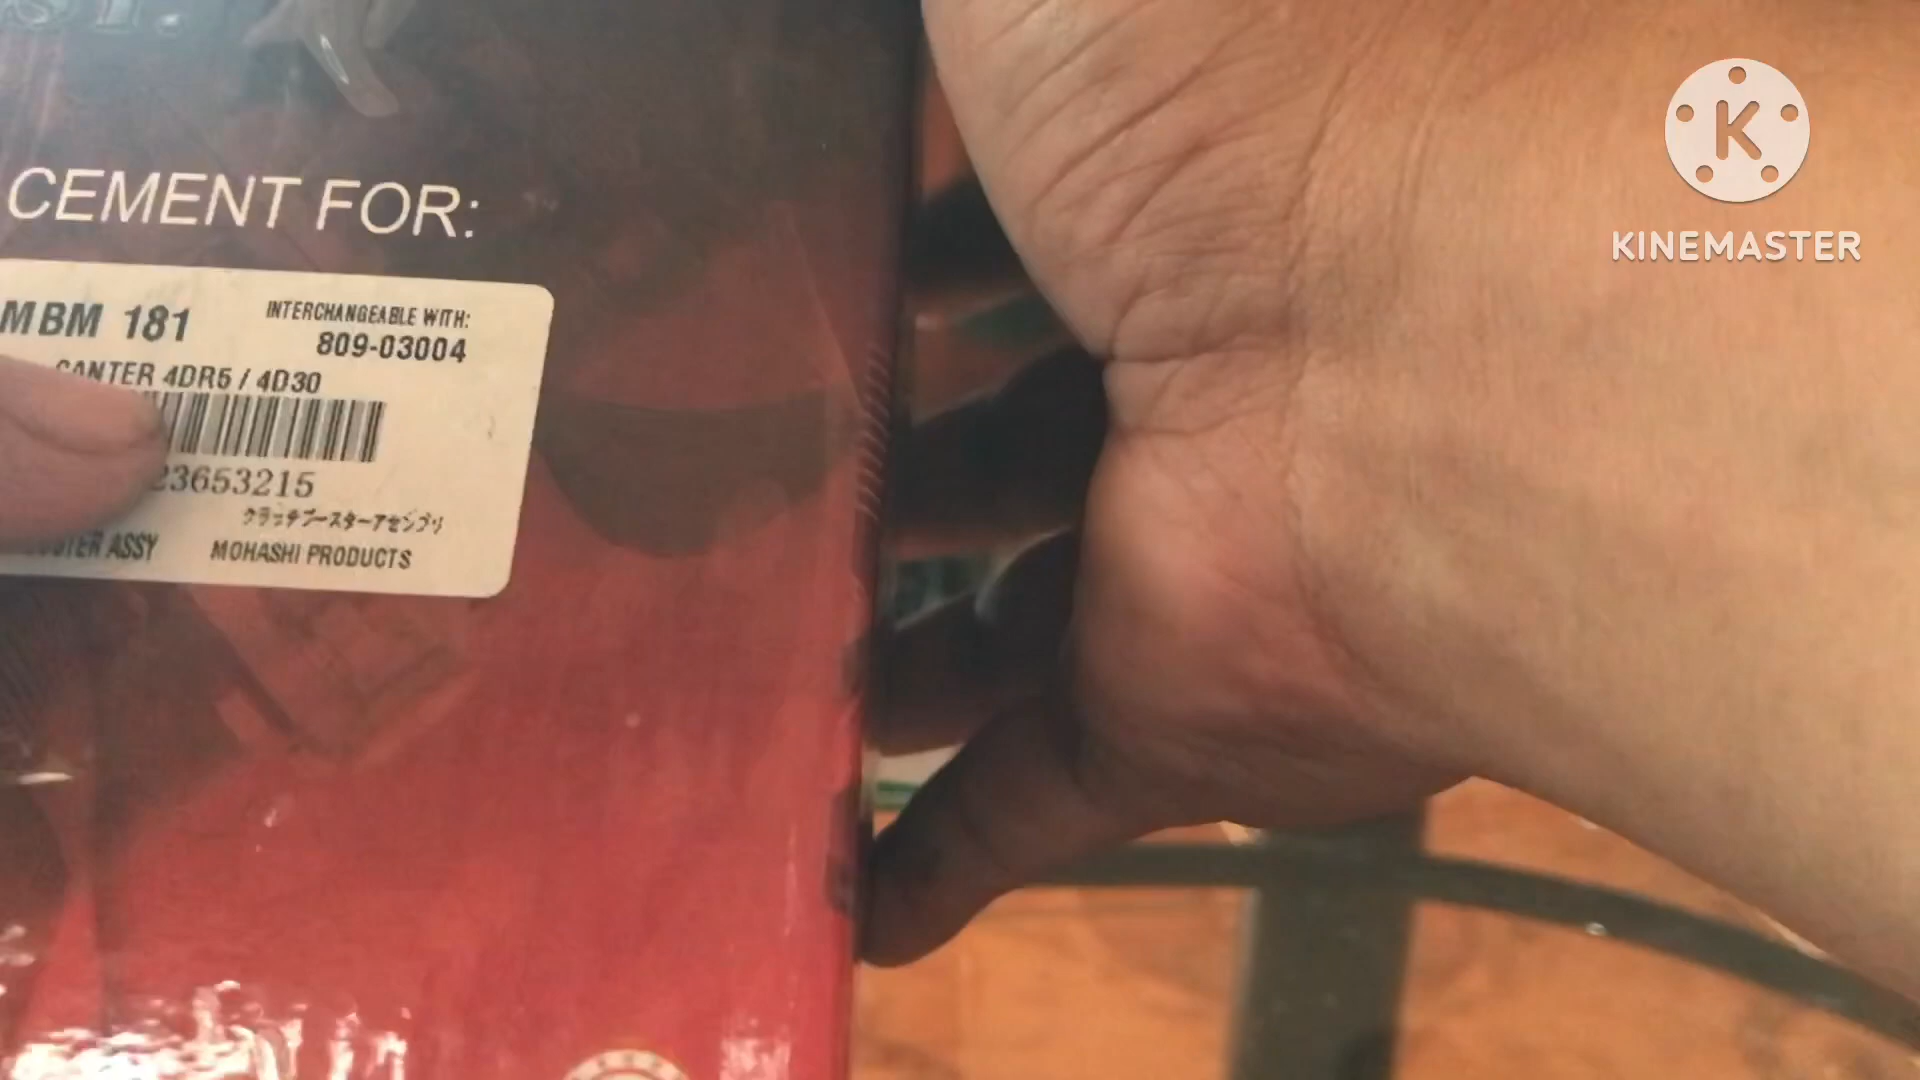 CEMENT FOR:
MBM 181
INTERCHANGEABLE WITH:
809-03004
CANTER 4DR5 / 4D30
23653215
クラッチブースターアセンブリ
ASSY
MOHASHI PRODUCTS
K
KINEMASTER